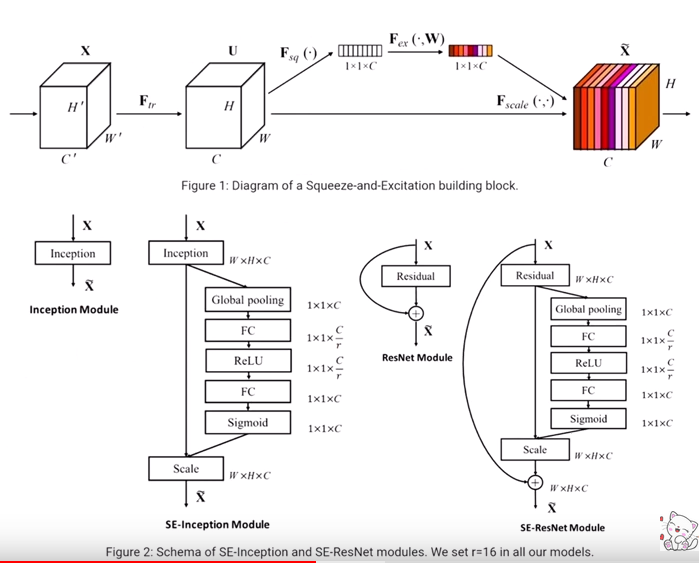 X
U
X̃
F_sq (·)
F_ex (·,W)
1×1×C
1×1×C
H'
F_tr
H
F_scale (·,·)
H
W'
W
W
C'
C
C
Figure 1: Diagram of a Squeeze-and-Excitation building block.
X
Inception
X̃
Inception Module
X
Inception
W×H×C
Global pooling
1×1×C
FC
1×1×C/r
ReLU
1×1×C/r
FC
1×1×C
Sigmoid
1×1×C
Scale
W×H×C
X̃
SE-Inception Module
X
Residual
+
X̃
ResNet Module
X
Residual
W×H×C
Global pooling
1×1×C
FC
1×1×C/r
ReLU
1×1×C/r
FC
1×1×C
Sigmoid
1×1×C
Scale
W×H×C
+
W×H×C
X̃
SE-ResNet Module
Figure 2: Schema of SE-Inception and SE-ResNet modules. We set r=16 in all our models.